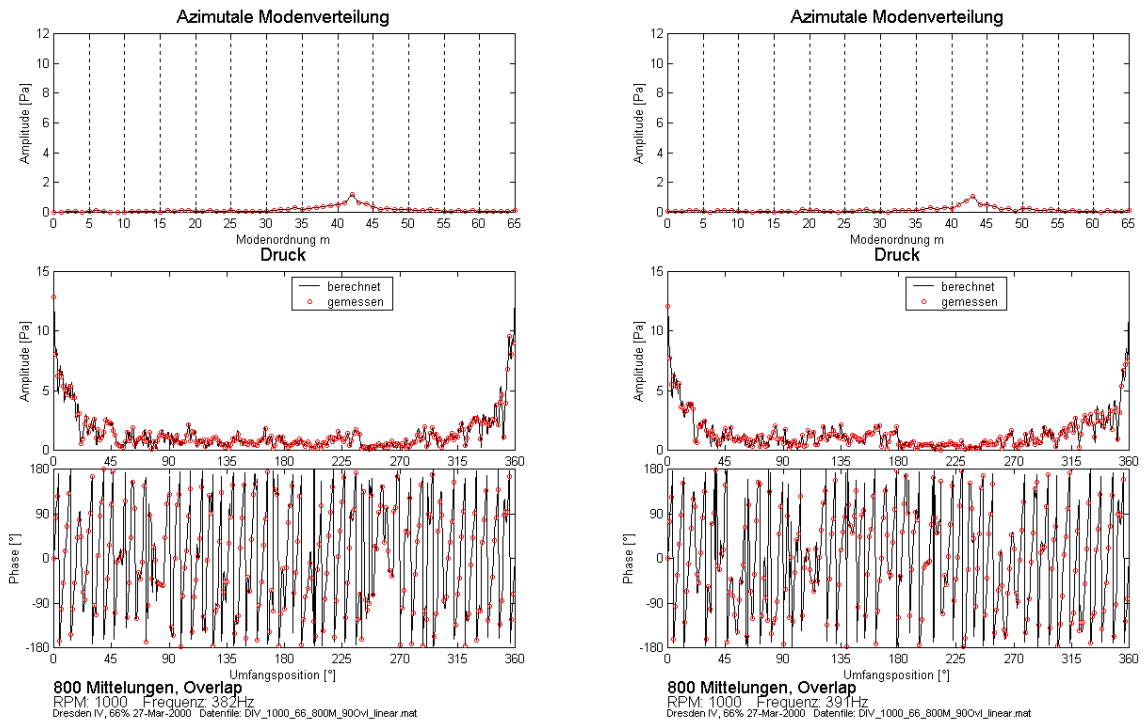 Azimutale Modenverteilung
12
10
8
6
4
2
0
Amplitude [Pa]
0 5 10 15 20 25 30 35 40 45 50 55 60 65
Modenordnung m
Druck
15
10
5
0
Amplitude [Pa]
berechnet
gemessen
0 45 90 135 180 225 270 315 360
180
90
0
-90
-180
Phase [°]
0 45 90 135 180 225 270 315 360
Umfangsposition [°]
800 Mittelungen, Overlap
RPM: 1000 Frequenz: 382Hz
Dresden IV, 66% 27-Mar-2000 Datenfile: DIV_1000_66_800M_90Ovl_linear.mat
Azimutale Modenverteilung
12
10
8
6
4
2
0
Amplitude [Pa]
0 5 10 15 20 25 30 35 40 45 50 55 60 65
Modenordnung m
Druck
15
10
5
0
Amplitude [Pa]
berechnet
gemessen
0 45 90 135 180 225 270 315 360
180
90
0
-90
-180
Phase [°]
0 45 90 135 180 225 270 315 360
Umfangsposition [°]
800 Mittelungen, Overlap
RPM: 1000 Frequenz: 391Hz
Dresden IV, 66% 27-Mar-2000 Datenfile: DIV_1000_66_800M_90Ovl_linear.mat